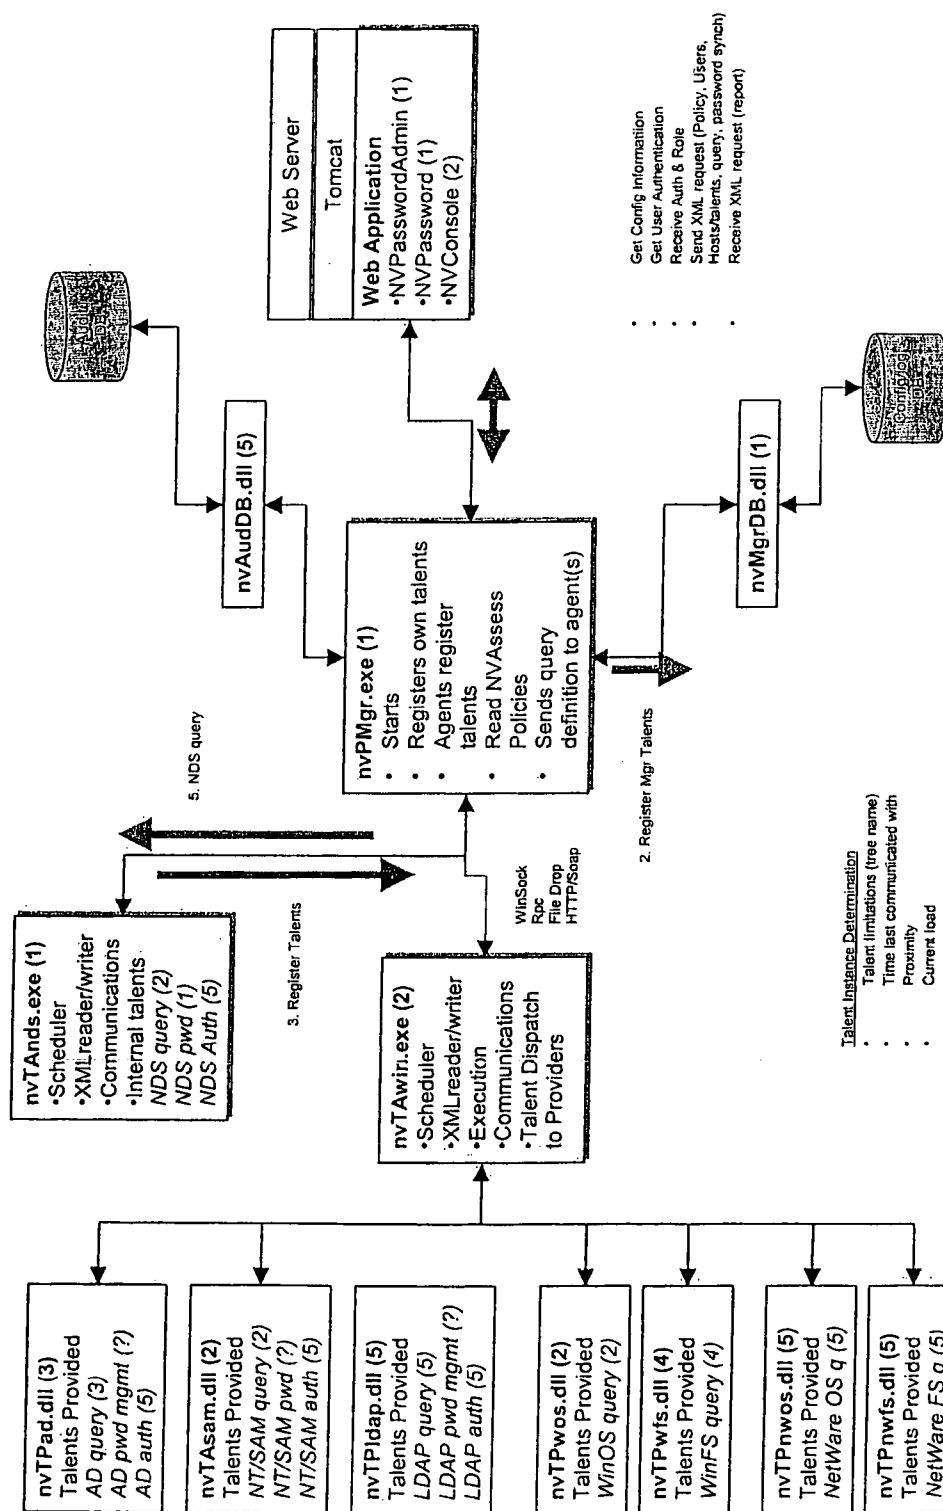 nvTPad.dll (3)
Talents Provided
AD query (3)
AD pwd mgmt (?)
AD auth (5)
nvTAsam.dll (2)
Talents Provided
NT/SAM query (2)
NT/SAM pwd (?)
NT/SAM auth (5)
nvTPldap.dll (5)
Talents Provided
LDAP query (5)
LDAP pwd mgmt (?)
LDAP auth (5)
nvTPwos.dll (2)
Talents Provided
WinOS query (2)
nvTPwfs.dll (4)
Talents Provided
WinFS query (4)
nvTPnwos.dll (5)
Talents Provided
NetWare OS q (5)
nvTPnwfs.dll (5)
Talents Provided
NetWare FS q (5)
nvTAnds.exe (1)
•Scheduler
•XMLreader/writer
•Communications
•Internal talents
NDS query (2)
NDS pwd (1)
NDS Auth (5)
nvTAwin.exe (2)
•Scheduler
•XMLreader/writer
•Execution
•Communications
•Talent Dispatch
to Providers
3. Register Talents
5. NDS query
WinSock
Rpc
File Drop
HTTP/Soap
Talent Instance Determination
• Talent limitations (tree name)
• Time last communicated with
• Proximity
• Current load
nvPMgr.exe (1)
• Starts
• Registers own talents
• Agents register
talents
• Read NVAssess
Policies
• Sends query
definition to agent(s)
2. Register Mgr Talents
nvAudDB.dll (5)
nvMgrDB.dll (1)
Audit
Config/log
DB
Web Server
Tomcat
Web Application
•NVPasswordAdmin (1)
•NVPassword (1)
•NVConsole (2)
• Get Config Informatiion
• Get User Authentication
• Receive Auth & Role
• Send XML request (Policy, Users,
Hosts/talents, query, password synch)
• Receive XML request (report)